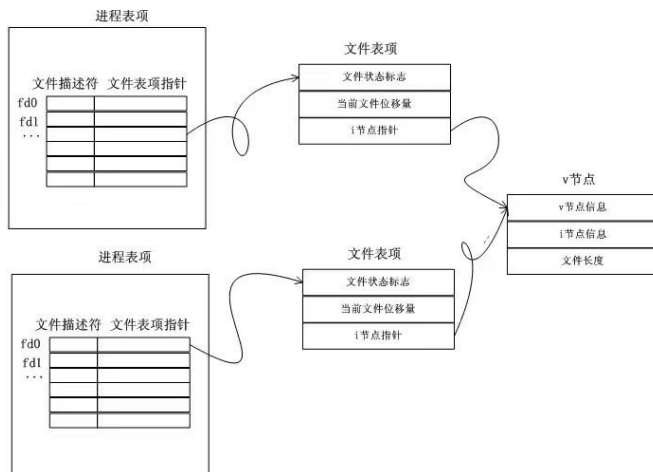 进程表项
文件描述符 文件表项指针
fd0
fd1
...
文件表项
文件状态标志
当前文件位移量
i节点指针
v节点
v节点信息
i节点信息
文件长度
进程表项
文件描述符 文件表项指针
fd0
fd1
...
文件表项
文件状态标志
当前文件位移量
i节点指针